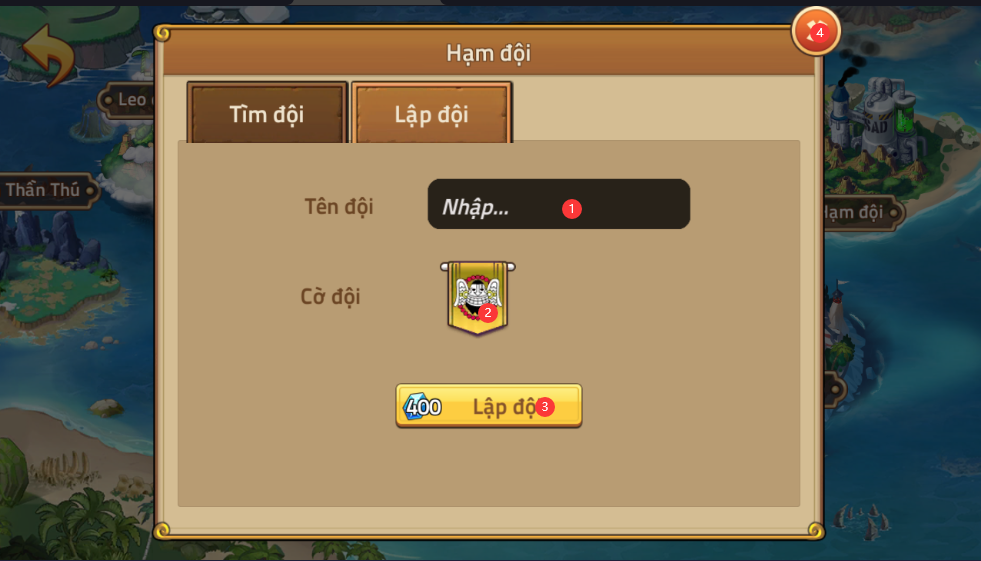 Hạm đội
4
Leo
Tìm đội
Lập đội
SAD
Thần Thú
Tên đội
Nhập...
1
Hạm đội
Cờ đội
2
400
Lập đội
3